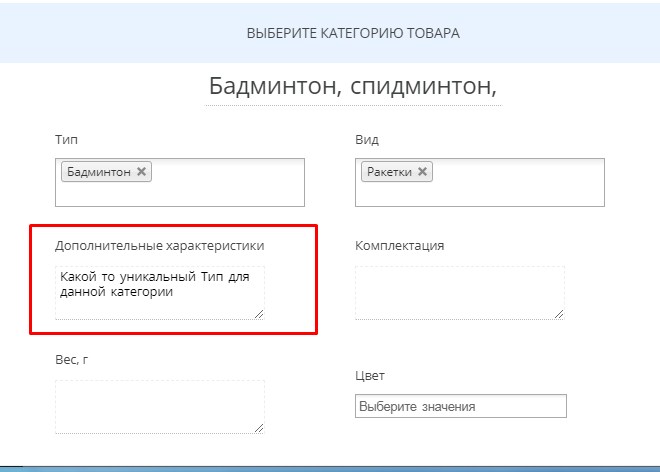 ВЫБЕРИТЕ КАТЕГОРИЮ ТОВАРА
Бадминтон, спидминтон,
Тип
Вид
Бадминтон
Ракетки
Дополнительные характеристики
Комплектация
Какой то уникальный Тип для
данной категории
Вес, г
Цвет
Выберите значения